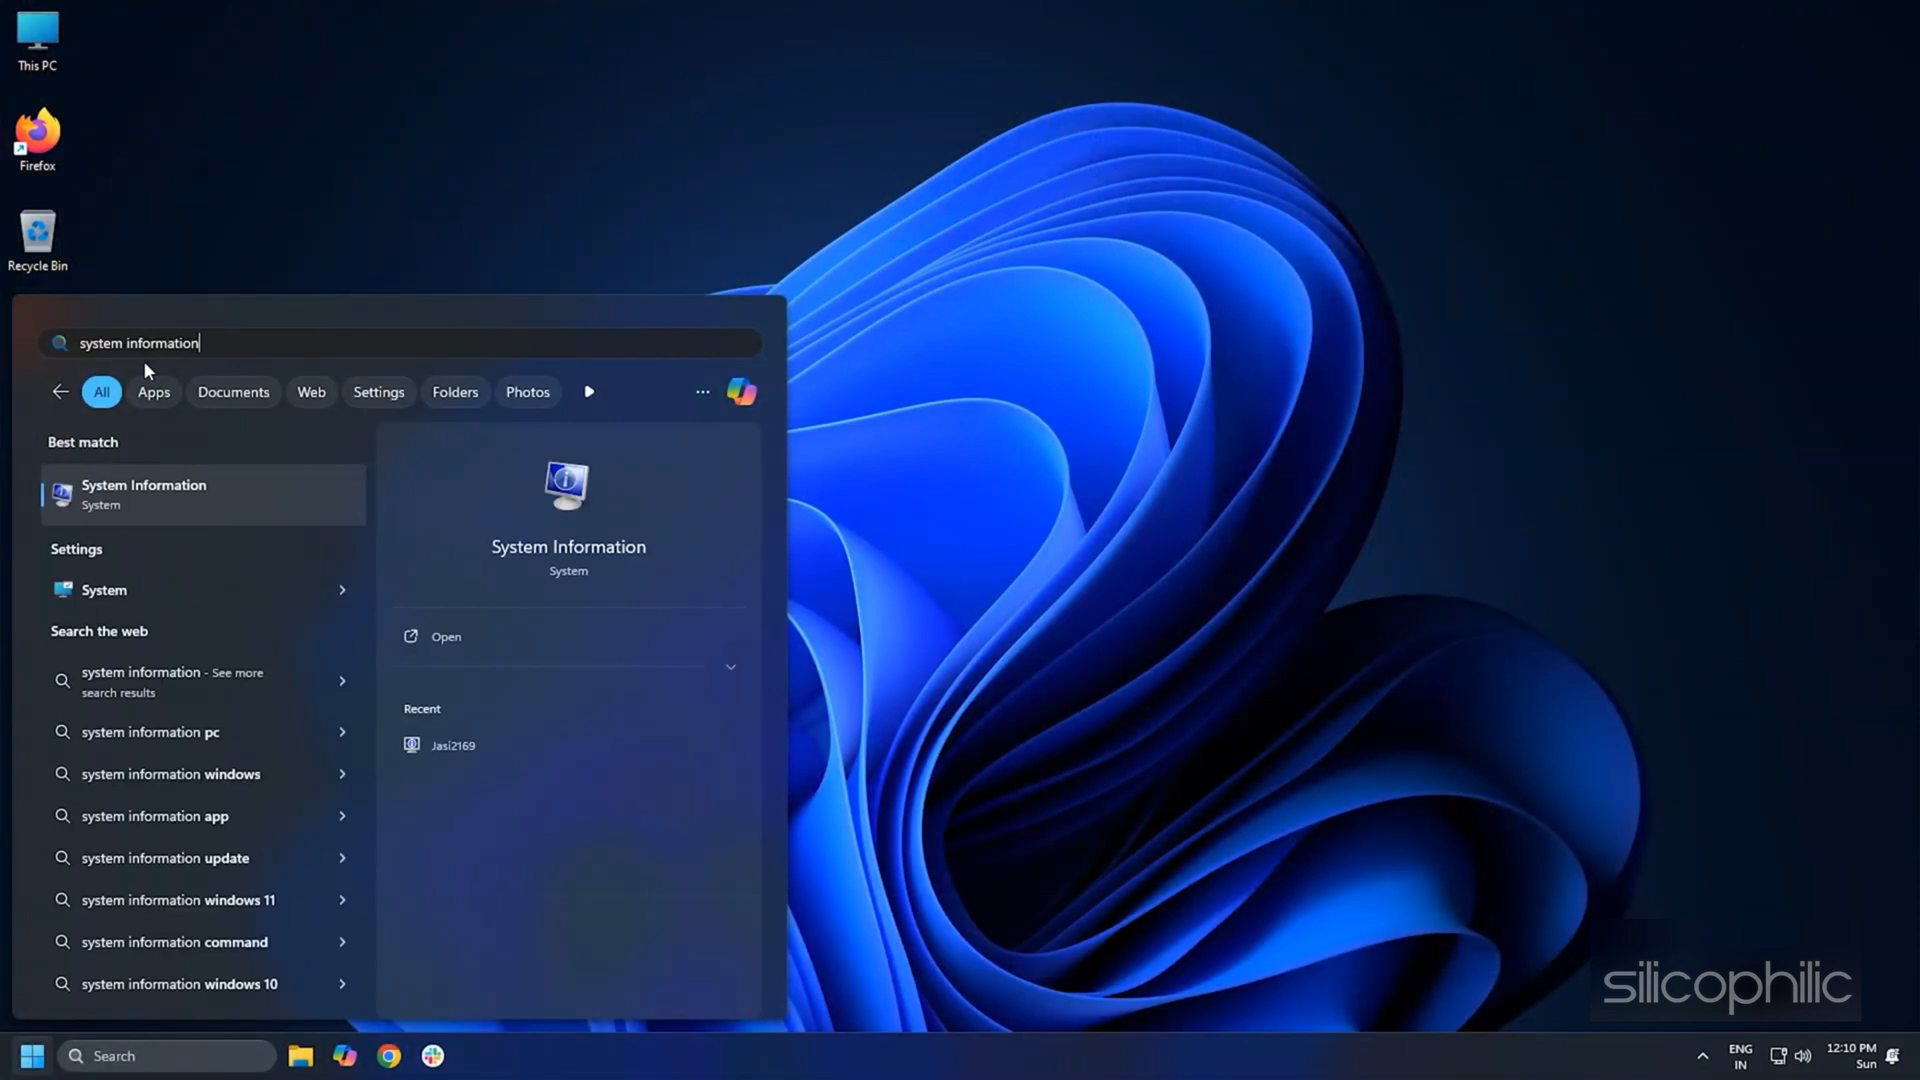 This PC
Firefox
Recycle Bin
system information
All
Apps
Documents
Web
Settings
Folders
Photos
Best match
System Information
System
Settings
System
Search the web
system information - See more
search results
system information pc
system information windows
system information app
system information update
system information windows 11
system information command
system information windows 10
System Information
System
Open
Recent
Jasi2169
silicophilic
Search
ENG
IN
12:10 PM
Sun